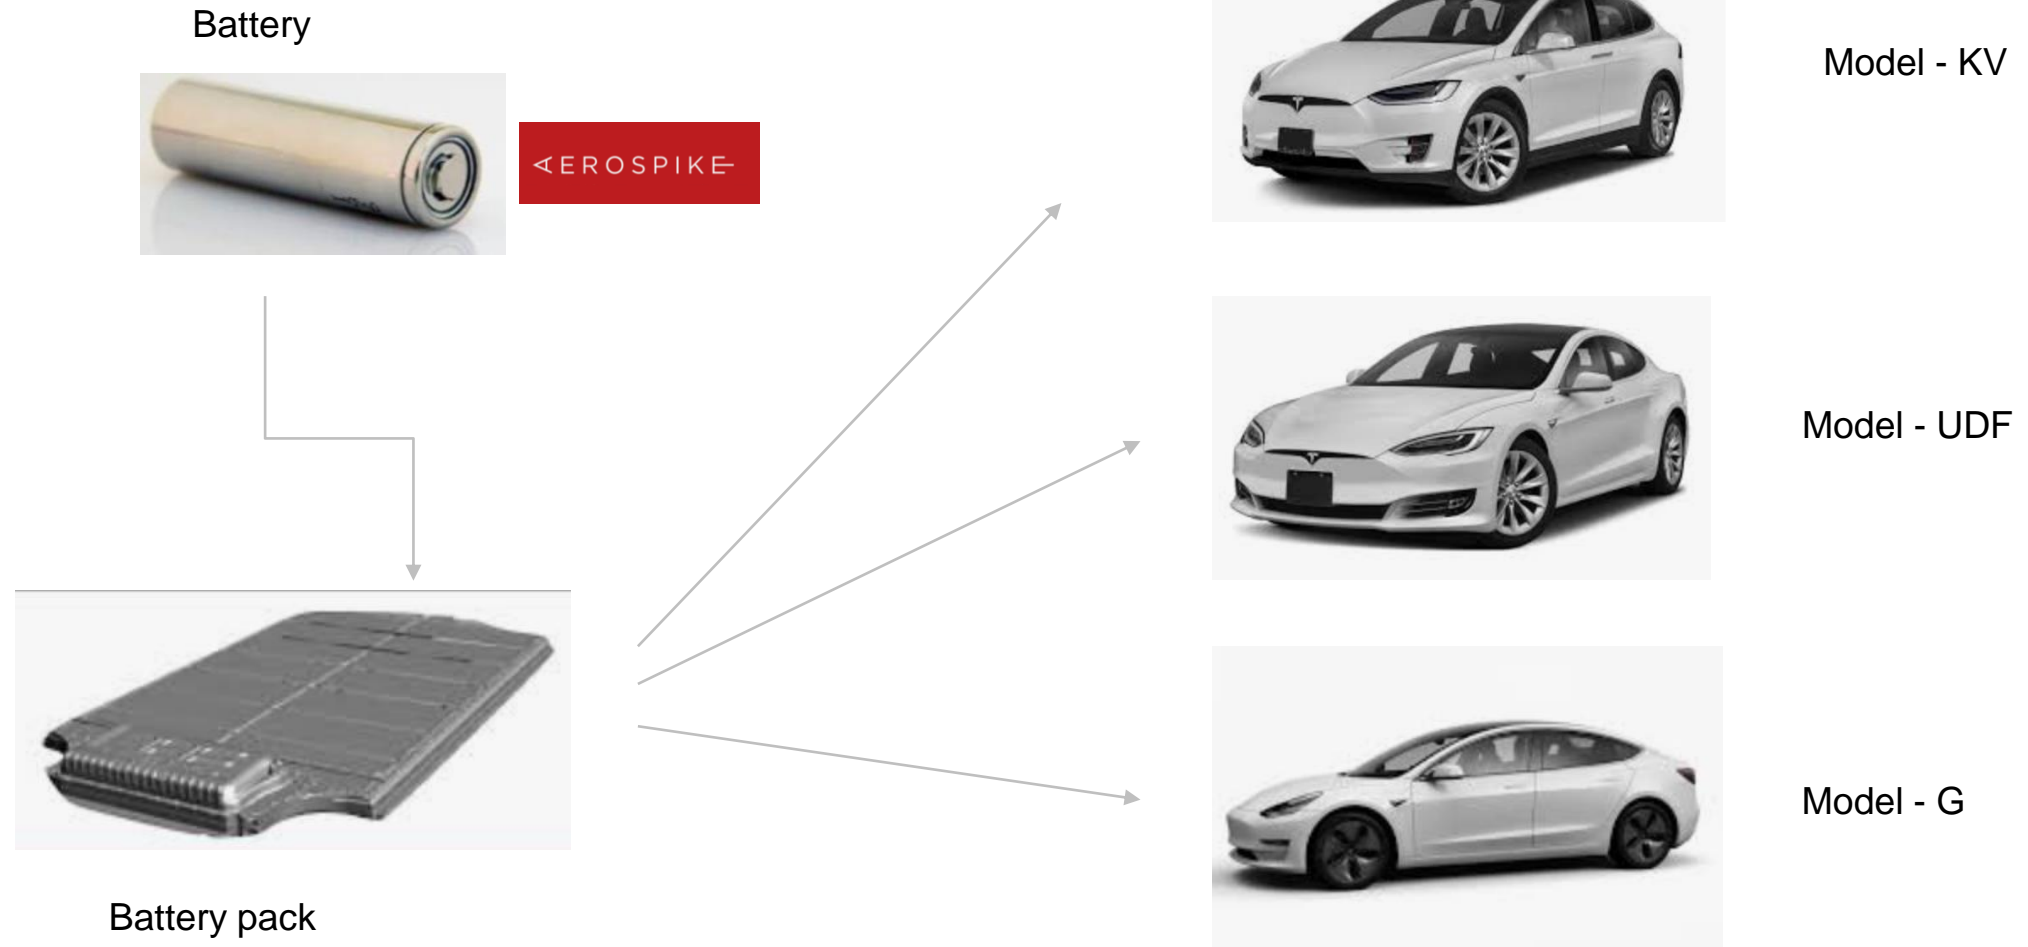 Battery
AEROSPIKE
Model - KV
Model - UDF
Model - G
Battery pack